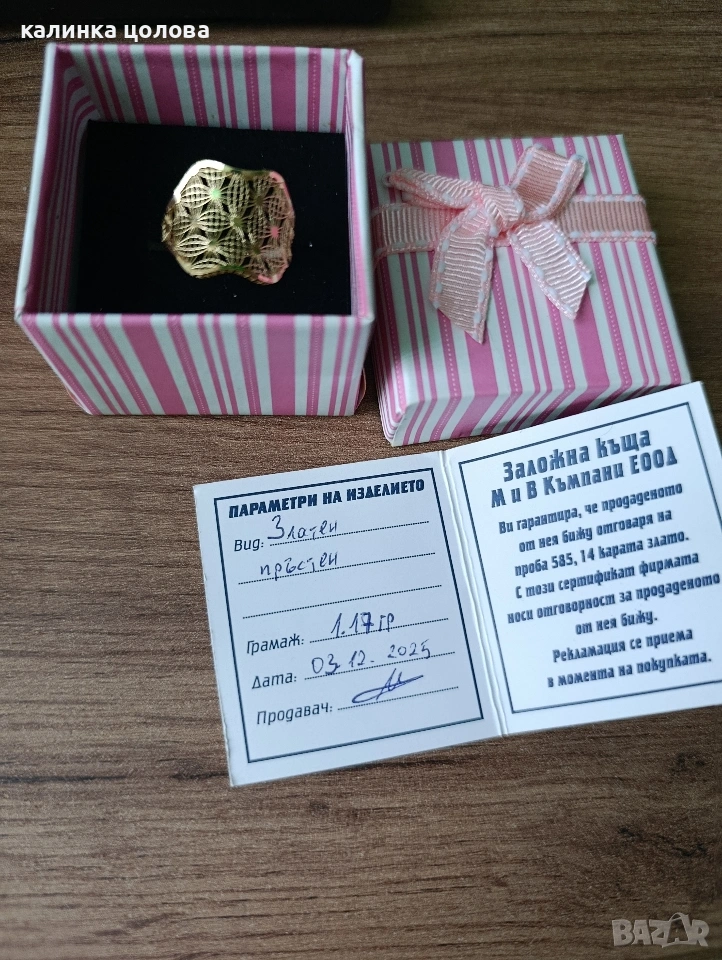 калинка цолова
ПАРАМЕТРИ НА ИЗДЕЛИЕТО
Вид: Златен
пръстен
Грамаж: 1.17 гр
Дата: 03.12.2025
Продавач:
Заложна къща
М и В Къмпани ЕООД
Ви гарантира, че продаденото
от нея бижу отговаря на
проба 585, 14 карата злато.
С този сертификат фирмата
носи отговорност за продаденото
от нея бижу.
Рекламация се приема
в момента на покупката.
BAZAR